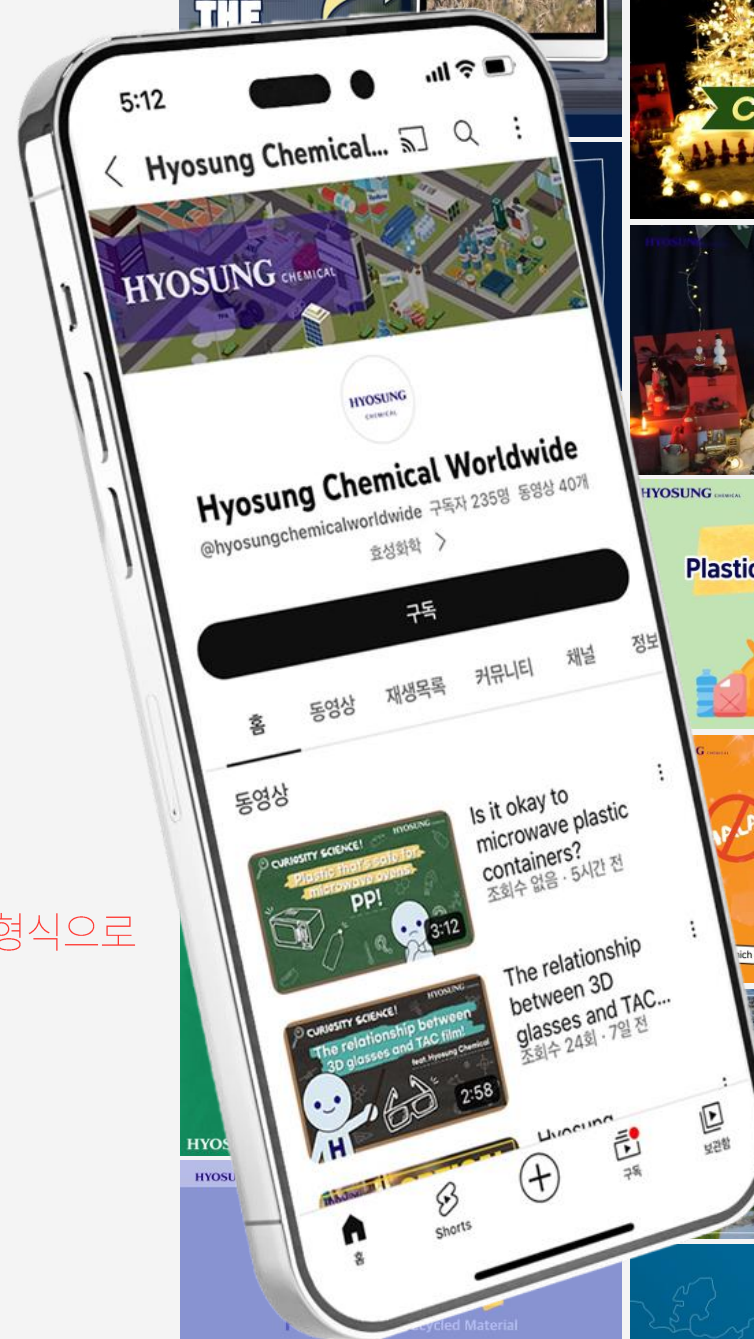 THE
5:12
Hyosung Chemical...
HYOSUNG CHEMICAL
HYOSUNG
CHEMICAL
Hyosung Chemical Worldwide
@hyosungchemicalworldwide 구독자 235명 동영상 40개
효성화학
구독
홈 동영상 재생목록 커뮤니티 채널 정보
동영상
HYOSUNG
CURIOSITY SCIENCE!
Plastic that's safe for
microwave ovens,
PP!
3:12
Is it okay to
microwave plastic
containers?
조회수 없음 · 5시간 전
HYOSUNG
CURIOSITY SCIENCE!
The relationship between
3D glasses and TAC film!
feat. Hyosung Chemical
H
2:58
The relationship
between 3D
glasses and TAC...
조회수 24회 · 7일 전
Hyosung
홈
Shorts
구독
보관함
형식으로
C
HYOSUNG
HYOSUNG CHEMICAL
Plastic
HYOS
HYOSU
ycled Material